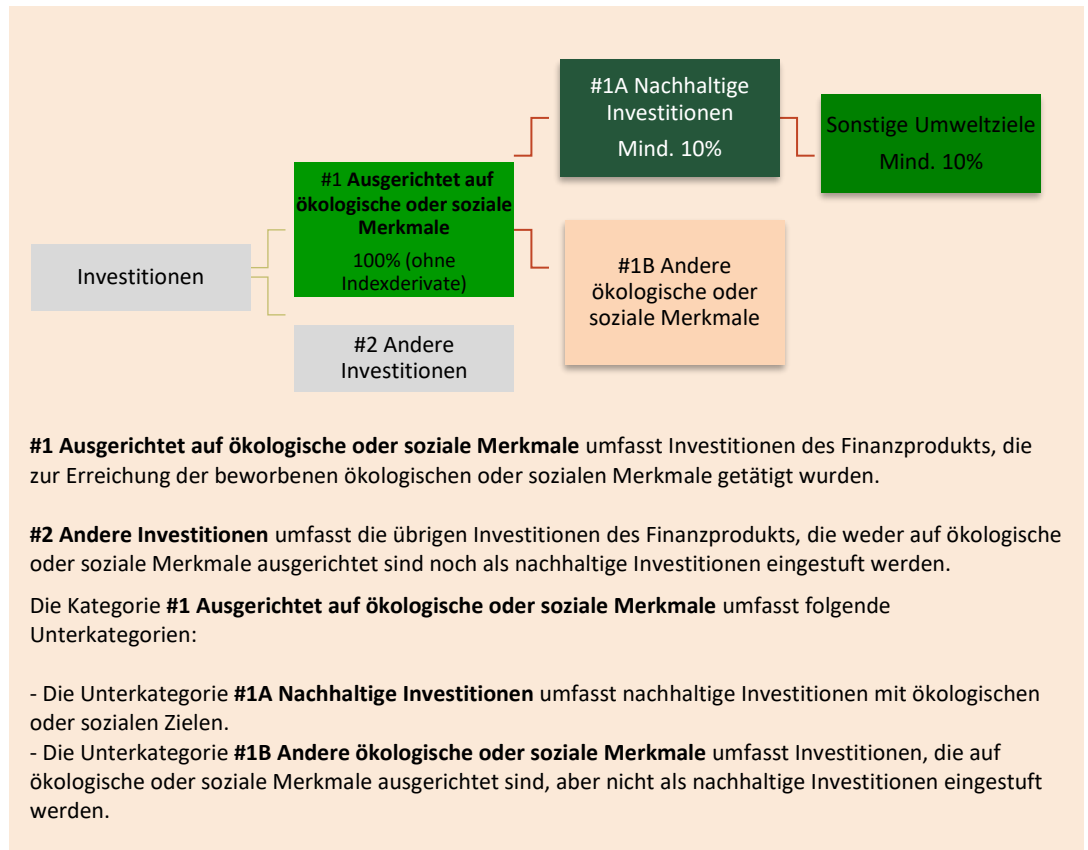 #1A Nachhaltige
Investitionen
Mind. 10%
Sonstige Umweltziele
Mind. 10%
#1 Ausgerichtet auf
ökologische oder soziale
Merkmale
100% (ohne
Indexderivate)
Investitionen
#1B Andere
ökologische oder
soziale Merkmale
#2 Andere
Investitionen
#1 Ausgerichtet auf ökologische oder soziale Merkmale umfasst Investitionen des Finanzprodukts, die
zur Erreichung der beworbenen ökologischen oder sozialen Merkmale getätigt wurden.
#2 Andere Investitionen umfasst die übrigen Investitionen des Finanzprodukts, die weder auf ökologische
oder soziale Merkmale ausgerichtet sind noch als nachhaltige Investitionen eingestuft werden.
Die Kategorie #1 Ausgerichtet auf ökologische oder soziale Merkmale umfasst folgende
Unterkategorien:
- Die Unterkategorie #1A Nachhaltige Investitionen umfasst nachhaltige Investitionen mit ökologischen
oder sozialen Zielen.
- Die Unterkategorie #1B Andere ökologische oder soziale Merkmale umfasst Investitionen, die auf
ökologische oder soziale Merkmale ausgerichtet sind, aber nicht als nachhaltige Investitionen eingestuft
werden.